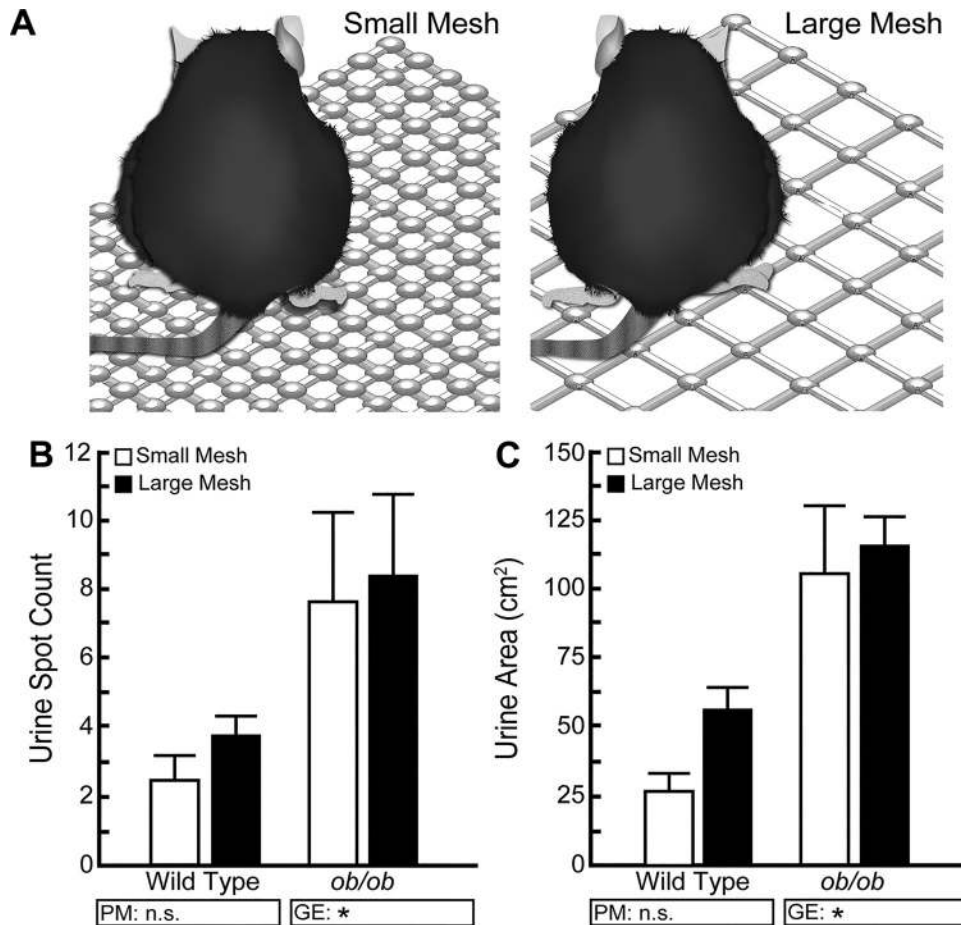 A
Small Mesh
Large Mesh
B
12
10
8
6
4
2
0
Urine Spot Count
Small Mesh
Large Mesh
Wild Type
ob/ob
PM: n.s.
GE: *
C
150
125
100
75
50
25
0
Urine Area (cm²)
Small Mesh
Large Mesh
Wild Type
ob/ob
PM: n.s.
GE: *